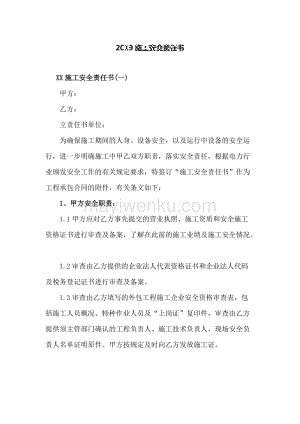 2013 施工安全责任书
XX 施工安全责任书(一)
甲方：
乙方：
立责任书单位：
为确保施工期间的人身、设备安全，以及运行中设备的安全运
行，进一步明确施工中甲乙双方职责，落实安全责任，根据电力行
业颁发安全工作的有关规定要求，特签订“施工安全责任书”作为
工程承包合同的附件，有关条文如下：
1、甲方安全职责：
1.1 甲方应对乙方事先提交的营业执照、施工资质和安全施工
资格证书进行审查及备案，了解在此前的施工业绩及施工安全情况。
1.2 审查由乙方提供的企业法人代表资格证书和企业法人代码
及税务登记证书进行审查及备案。
1.3 审查由乙方填写的外包工程施工企业安全资格审查表，包
括施工人员概况、特种作业人员及“上岗证”复印件，审查由乙方
提供须主管部门确认的工程负责人、施工技术负责人、现场安全负
责人名单证明原件、甲方按规定及时向乙方发放施工证。